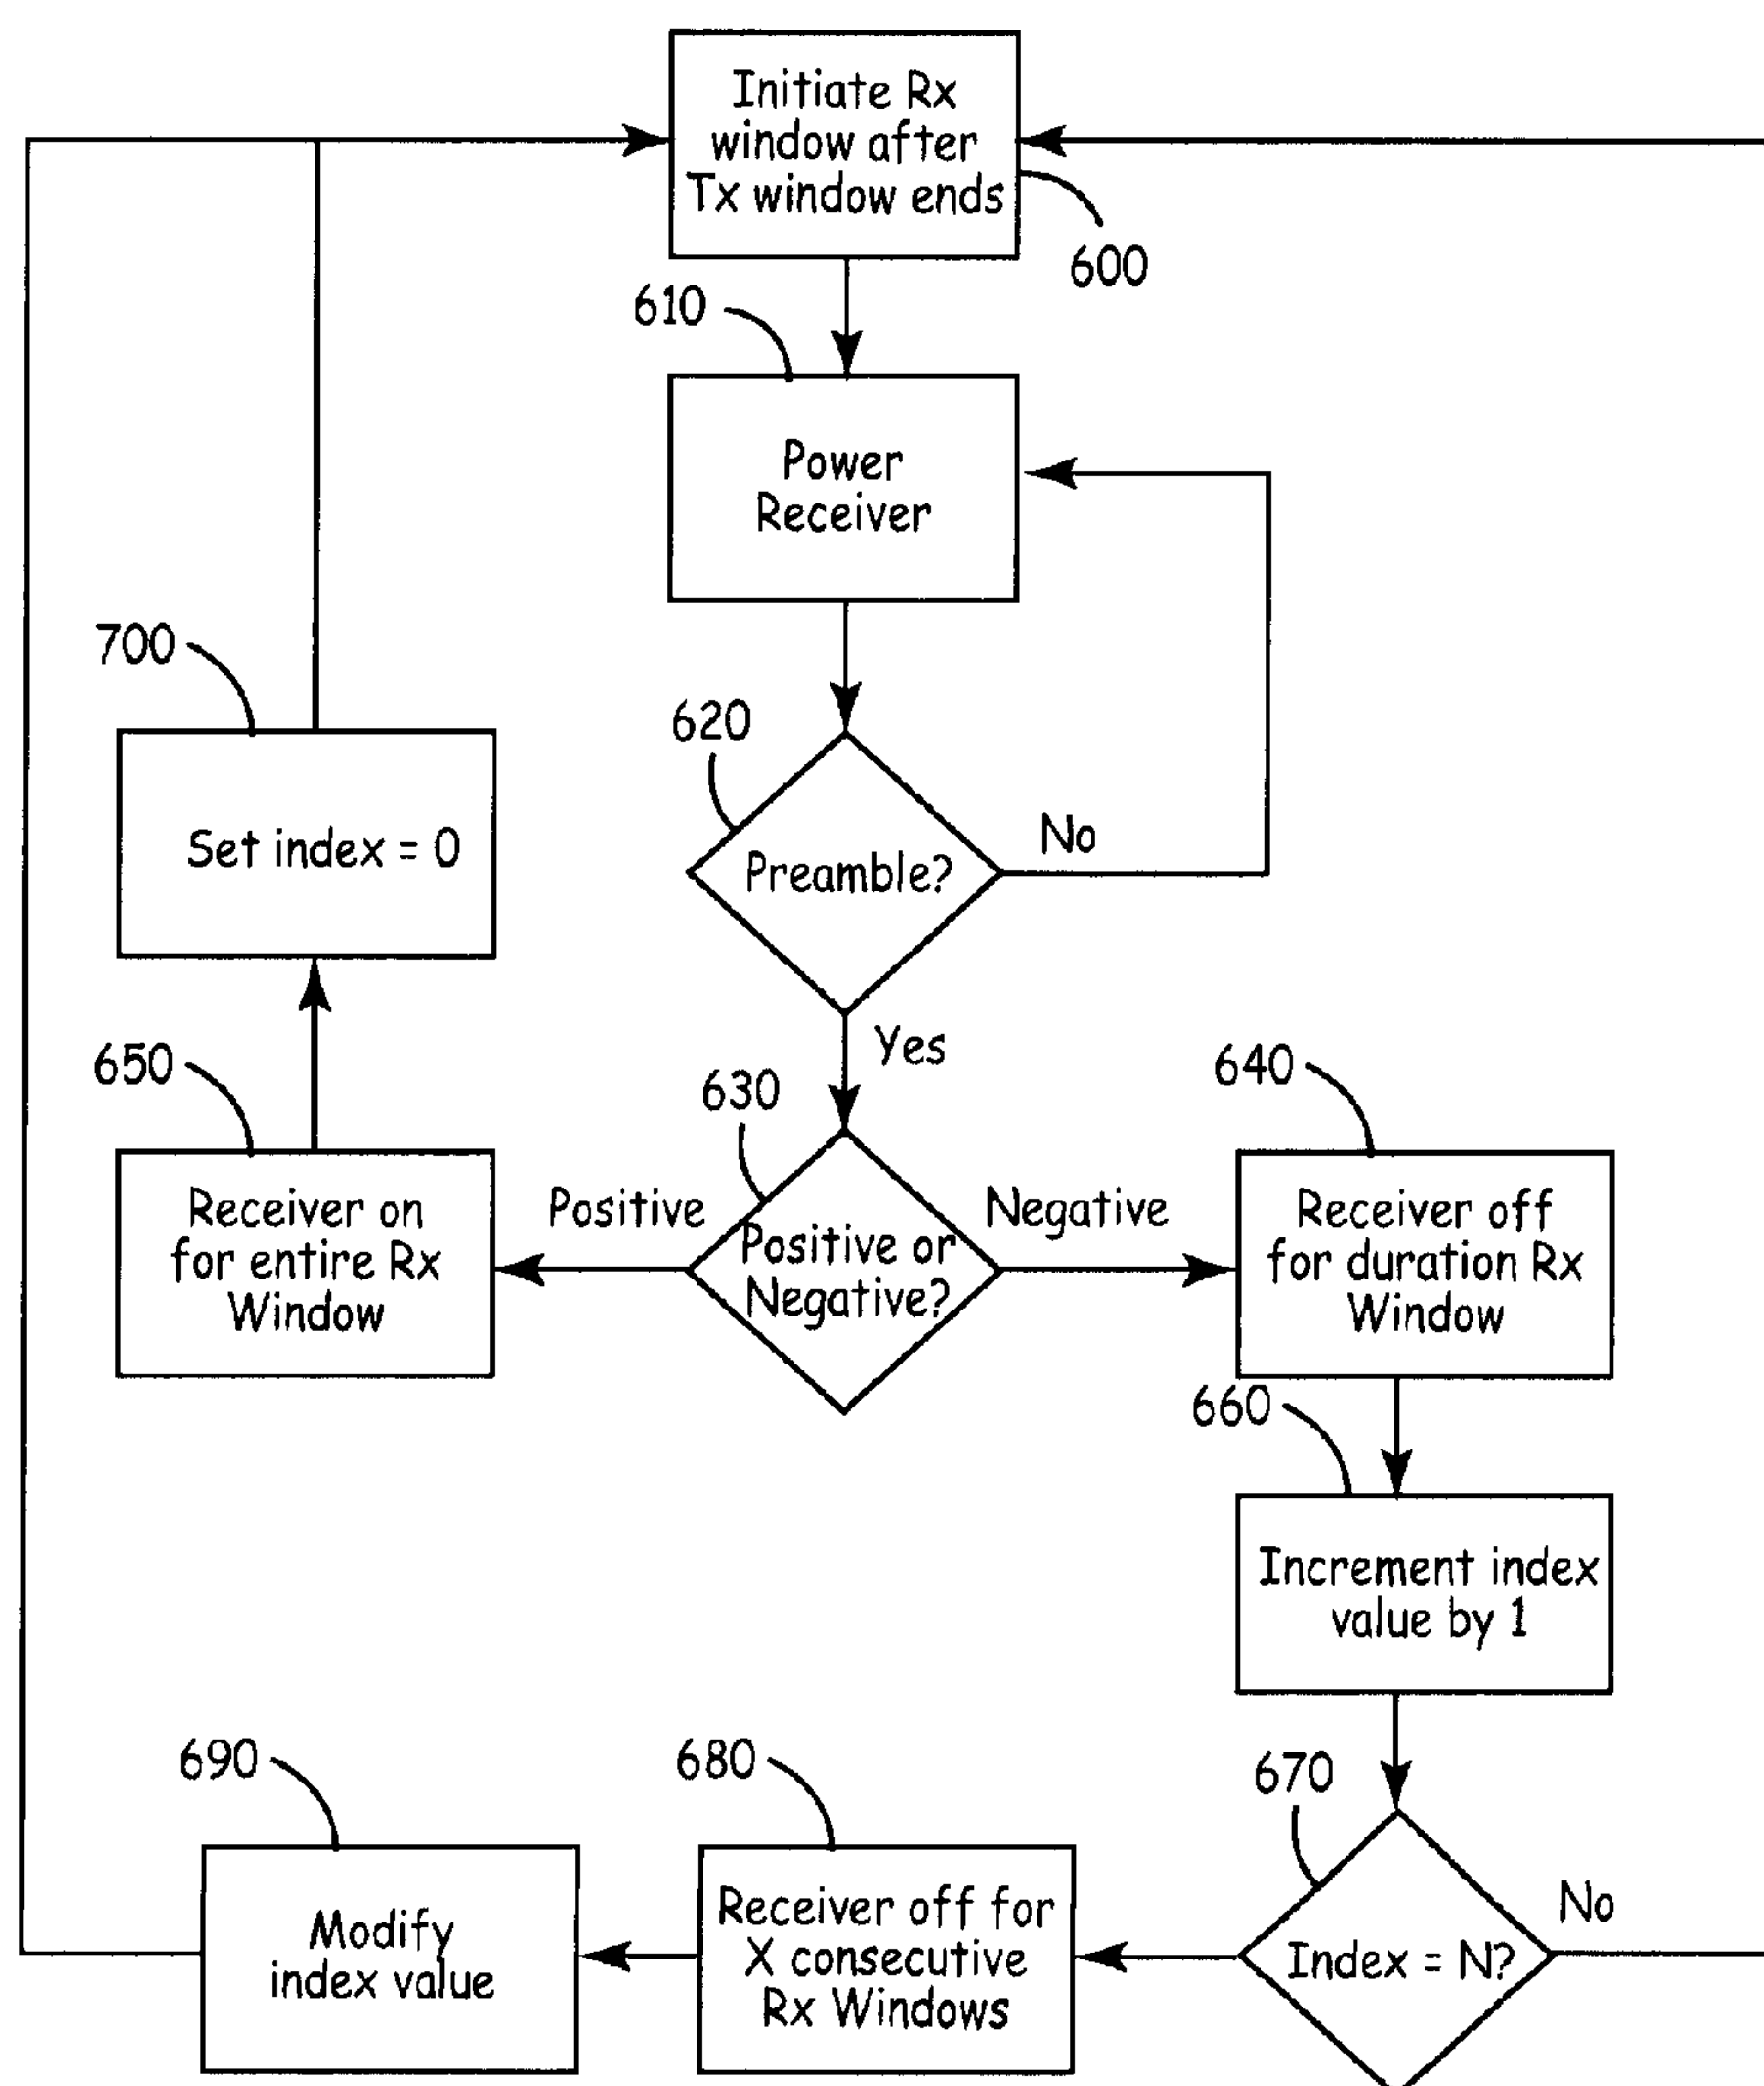 Initiate Rx
window after
Tx window ends
600
610
Power
Receiver
700
620
Set index = 0
Preamble?
No
Yes
650
630
640
Receiver on
for entire Rx
Window
Positive
Positive or
Negative?
Negative
Receiver off
for duration Rx
Window
660
Increment index
value by 1
690
680
670
Modify
index value
Receiver off for
X consecutive
Rx Windows
Index = N?
No